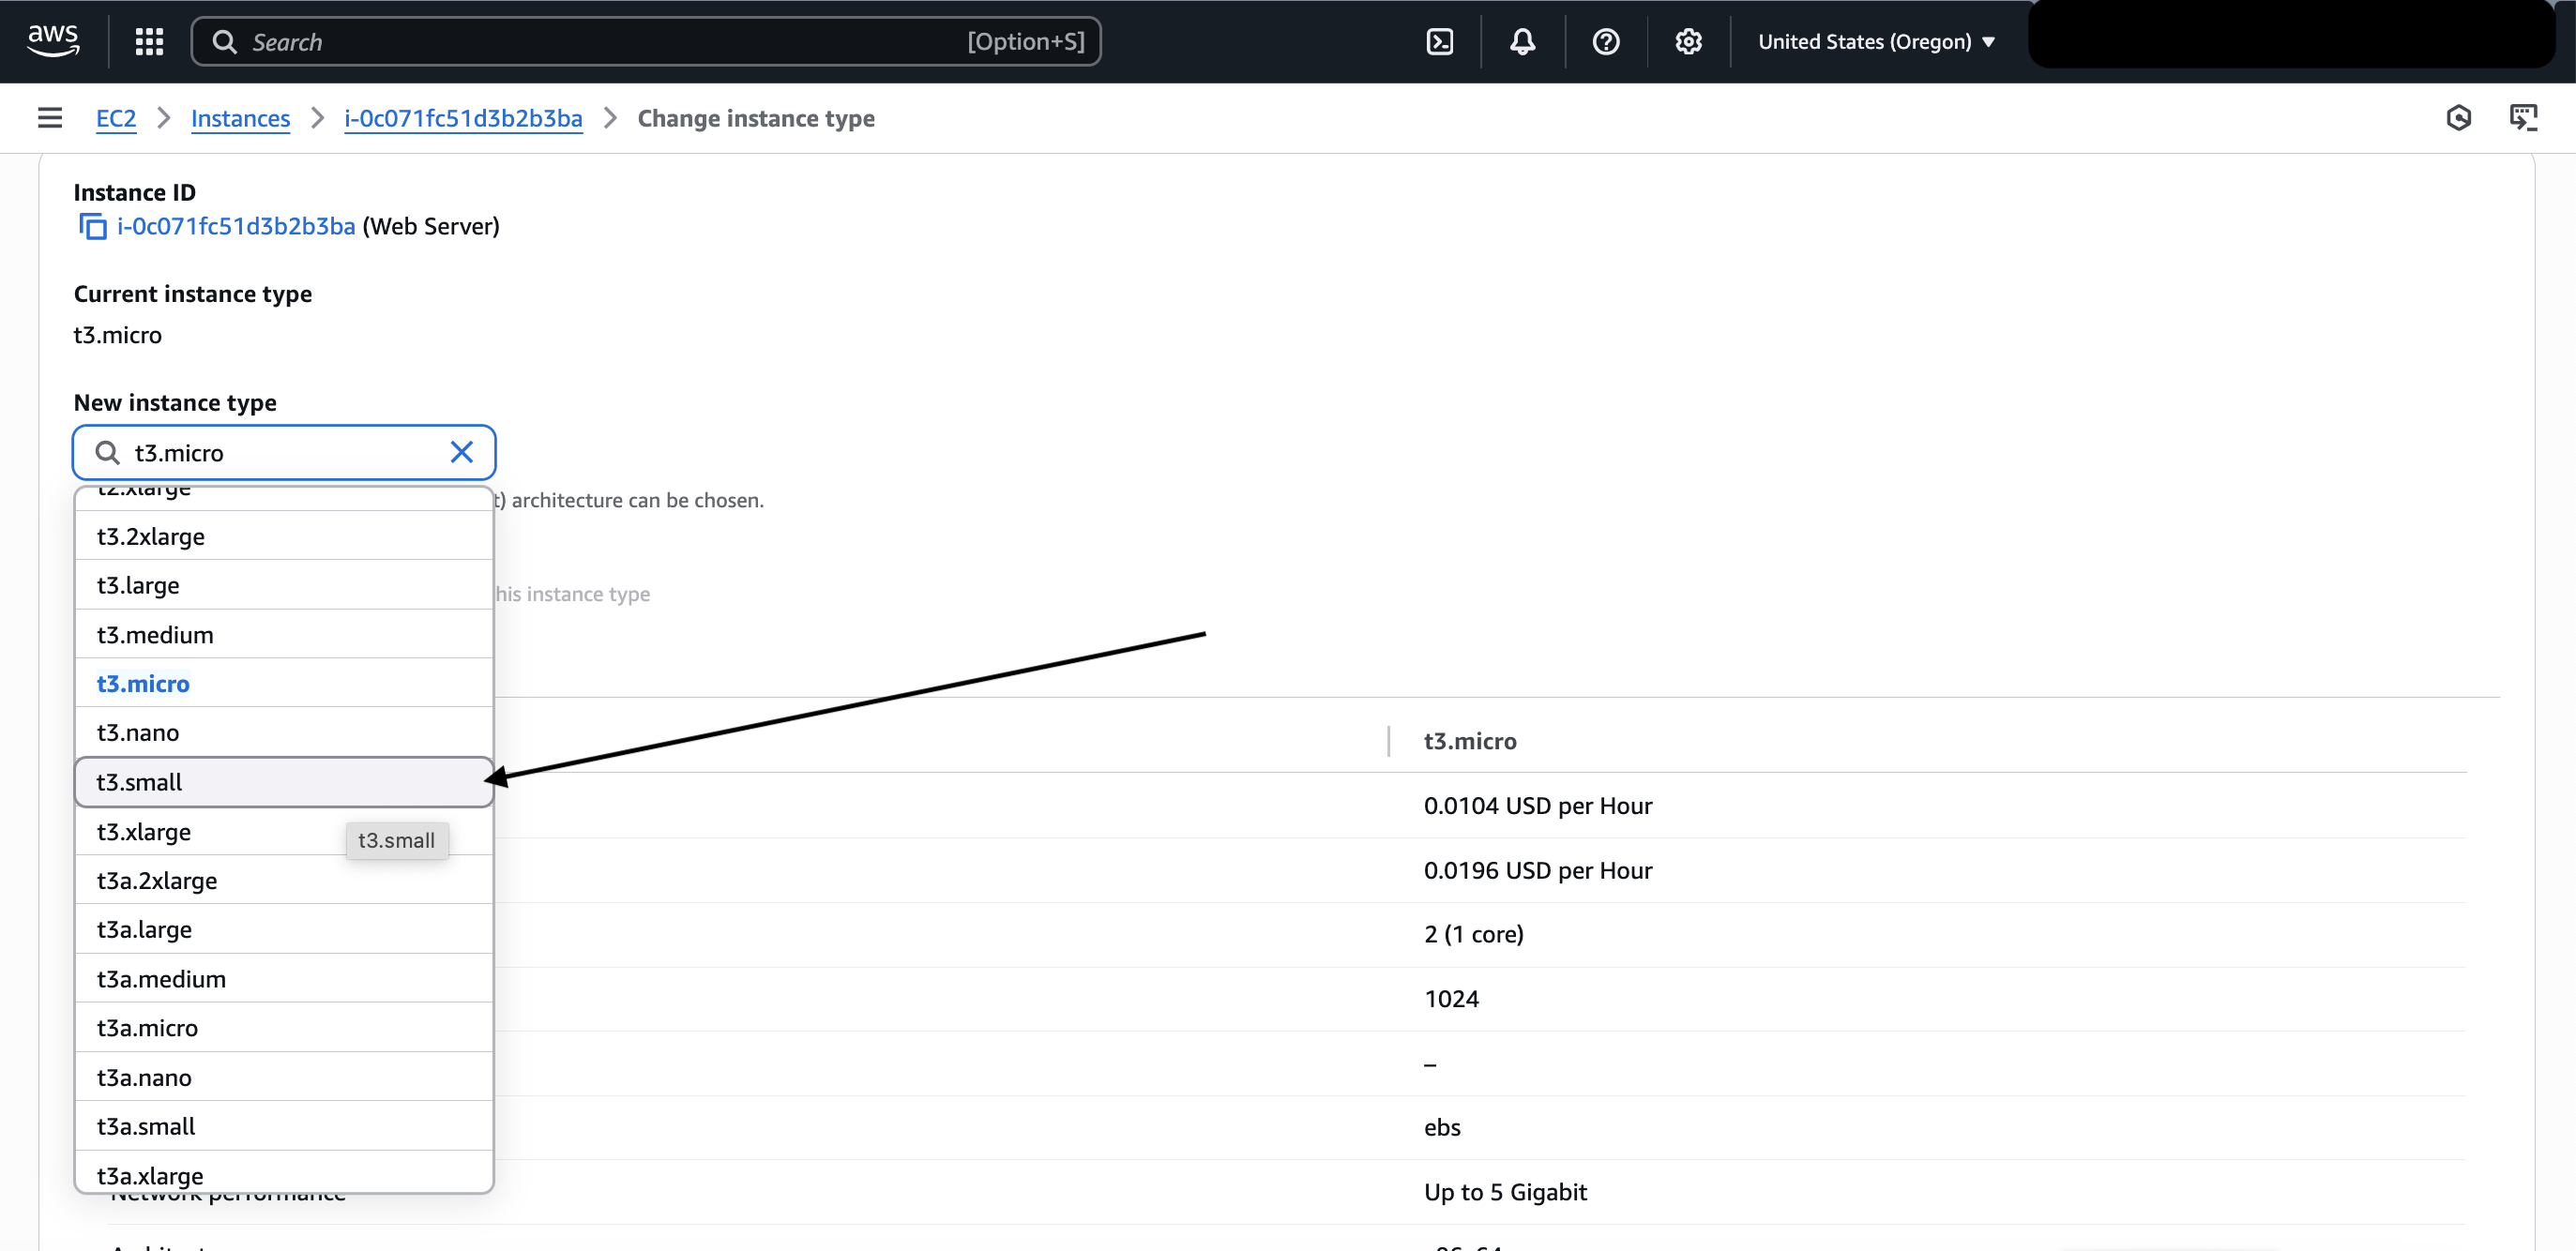 aws
Search [Option+S]
United States (Oregon)
EC2 Instances i-0c071fc51d3b2b3ba Change instance type
Instance ID
i-0c071fc51d3b2b3ba (Web Server)
Current instance type
t3.micro
New instance type
t3.micro
t2.xlarge
t) architecture can be chosen.
t3.2xlarge
t3.large
his instance type
t3.medium
t3.micro
t3.nano
t3.micro
t3.small
0.0104 USD per Hour
t3.xlarge
t3.small
0.0196 USD per Hour
t3a.2xlarge
t3a.large
2 (1 core)
t3a.medium
1024
t3a.micro
–
t3a.nano
t3a.small
ebs
t3a.xlarge
Network performance
Up to 5 Gigabit